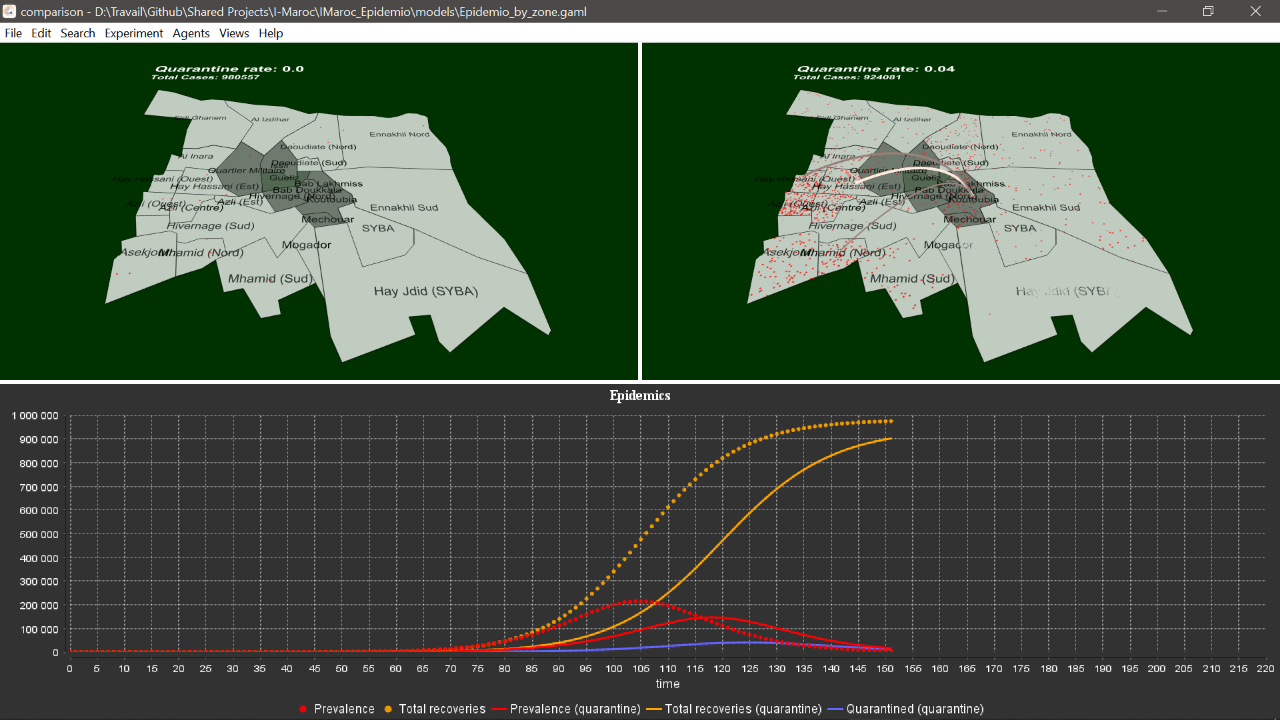 comparison - D:\Travail\Github\Shared Projects\I-Maroc\IMaroc_Epidemio\models\Epidemio_by_zone.gaml
File Edit Search Experiment Agents Views Help
Quarantine rate: 0.0
Total Cases: 980557
Sidi Ghanem
Al Izdihar
Ennakhil Nord
Daoudiate (Nord)
Al Inara
Daoudiate (Sud)
Quartier Militaire
Hay Hassani (Ouest)
Gueliz
Hay Hassani (Est)
Bab Lakhmiss
Bab Doukkala
Hivernage (Nord)
Koutoubia
Azli (Ouest)
Azli (Centre)
Azli (Est)
Ennakhil Sud
Mechouar
Hivernage (Sud)
SYBA
Mogador
Asekjour
Mhamid (Nord)
Mhamid (Sud)
Hay Jdid (SYBA)
Quarantine rate: 0.04
Total Cases: 924081
Sidi Ghanem
Al Izdihar
Ennakhil Nord
Daoudiate (Nord)
Al Inara
Daoudiate (Sud)
Quartier Militaire
Hay Hassani (Ouest)
Gueliz
Hay Hassani (Est)
Bab Lakhmiss
Bab Doukkala
Hivernage (Nord)
Koutoubia
Azli (Ouest)
Azli (Centre)
Azli (Est)
Ennakhil Sud
Mechouar
Hivernage (Sud)
SYBA
Mogador
Asekjour
Mhamid (Nord)
Mhamid (Sud)
Hay Jdid (SYBA
Epidemics
1 000 000
900 000
800 000
700 000
600 000
500 000
400 000
300 000
200 000
100 000
0
0 5 10 15 20 25 30 35 40 45 50 55 60 65 70 75 80 85 90 95 100 105 110 115 120 125 130 135 140 145 150 155 160 165 170 175 180 185 190 195 200 205 210 215 220
time
Prevalence Total recoveries Prevalence (quarantine) Total recoveries (quarantine) Quarantined (quarantine)